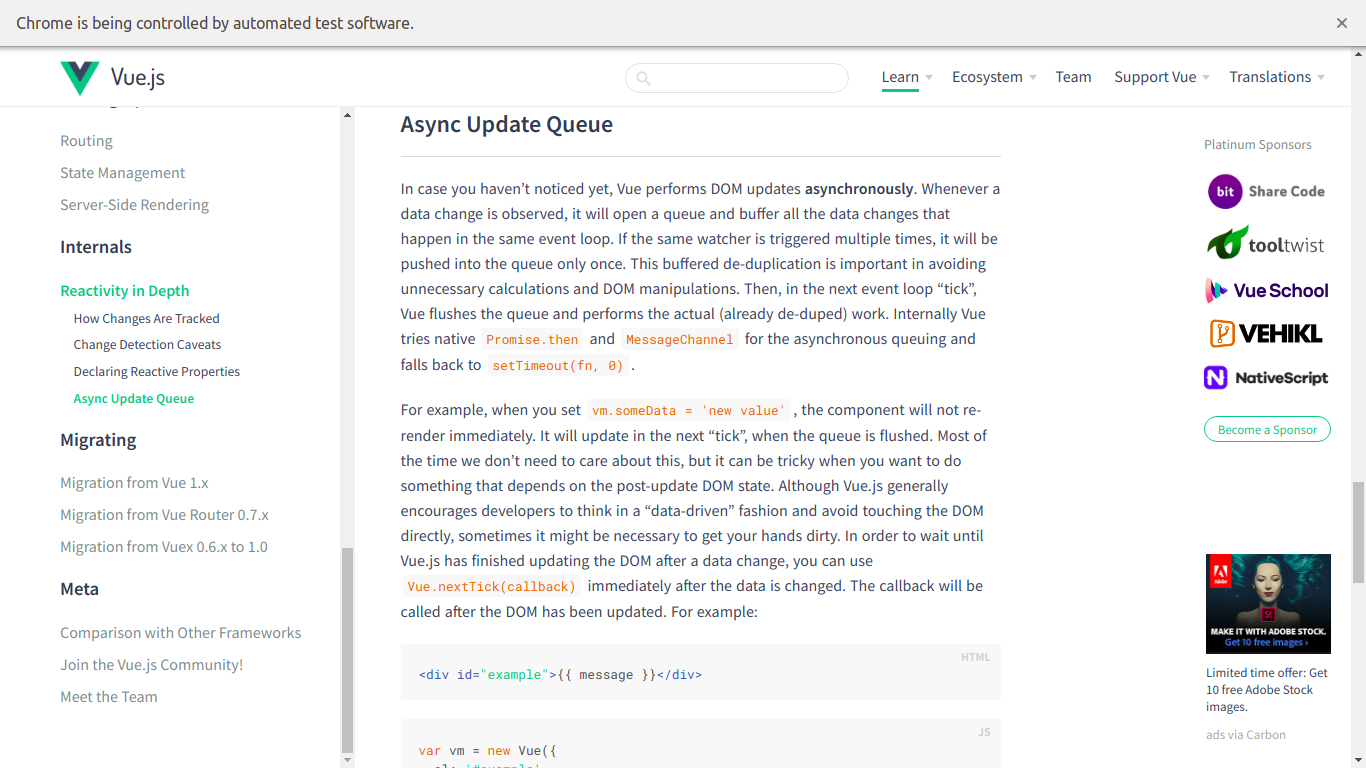 Chrome is being controlled by automated test software.
Vue.js
Learn
Ecosystem
Team
Support Vue
Translations
Routing
State Management
Server-Side Rendering
Internals
Reactivity in Depth
How Changes Are Tracked
Change Detection Caveats
Declaring Reactive Properties
Async Update Queue
Migrating
Migration from Vue 1.x
Migration from Vue Router 0.7.x
Migration from Vuex 0.6.x to 1.0
Meta
Comparison with Other Frameworks
Join the Vue.js Community!
Meet the Team
Async Update Queue
In case you haven’t noticed yet, Vue performs DOM updates asynchronously. Whenever a
data change is observed, it will open a queue and buffer all the data changes that
happen in the same event loop. If the same watcher is triggered multiple times, it will be
pushed into the queue only once. This buffered de-duplication is important in avoiding
unnecessary calculations and DOM manipulations. Then, in the next event loop “tick”,
Vue flushes the queue and performs the actual (already de-duped) work. Internally Vue
tries native Promise.then and MessageChannel for the asynchronous queuing and
falls back to setTimeout(fn, 0) .
For example, when you set vm.someData = 'new value' , the component will not re-
render immediately. It will update in the next “tick”, when the queue is flushed. Most of
the time we don’t need to care about this, but it can be tricky when you want to do
something that depends on the post-update DOM state. Although Vue.js generally
encourages developers to think in a “data-driven” fashion and avoid touching the DOM
directly, sometimes it might be necessary to get your hands dirty. In order to wait until
Vue.js has finished updating the DOM after a data change, you can use
Vue.nextTick(callback) immediately after the data is changed. The callback will be
called after the DOM has been updated. For example:
HTML
<div id="example">{{ message }}</div>
JS
var vm = new Vue({
Platinum Sponsors
bit Share Code
tooltwist
Vue School
VEHIKL
NativeScript
Become a Sponsor
Adobe
St
MAKE IT WITH ADOBE STOCK.
Get 10 free images ›
Limited time offer: Get
10 free Adobe Stock
images.
ads via Carbon